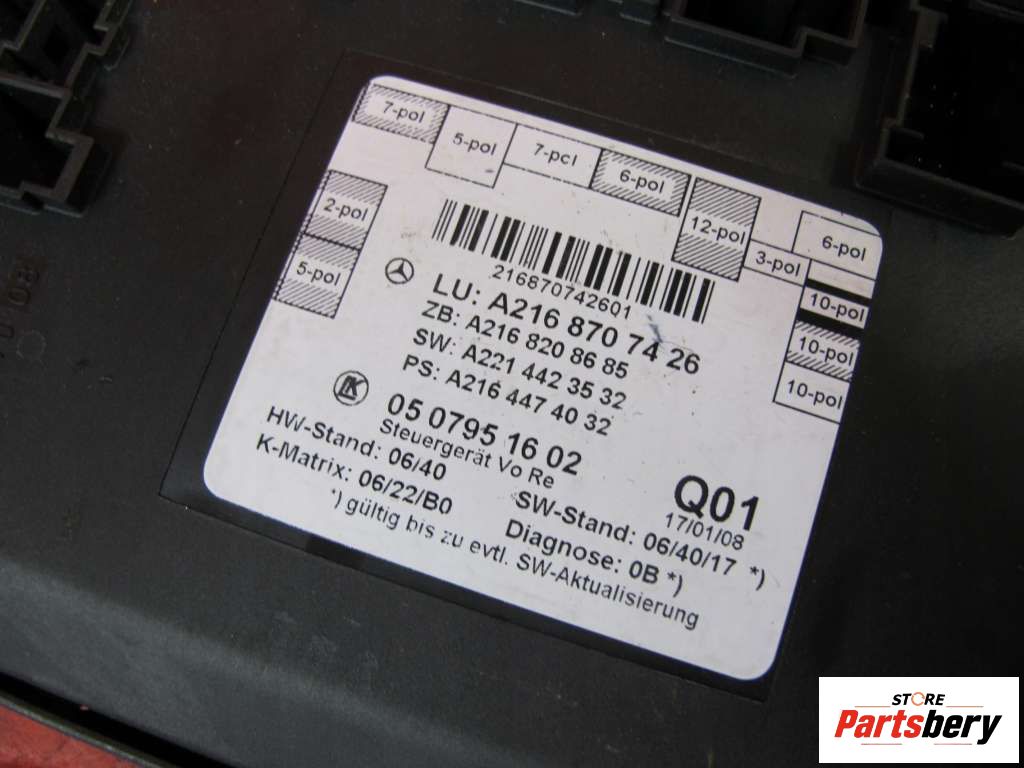 7-pol
5-pol
7-pcl
6-pol
12-pol
3-pol
6-pol
10-pol
10-pol
10-pol
2-pol
5-pol
216870742601
LU: A216 870 74 26
ZB: A216 820 86 85
SW: A221 442 35 32
PS: A216 447 40 32
05 0795 16 02
Steuergerät Vo Re
Q01
17/01/08
HW-Stand: 06/40
SW-Stand: 06/40/17 *)
K-Matrix: 06/22/B0
Diagnose: 0B *)
*) gültig bis zu evtl. SW-Aktualisierung
STORE
Partsbery